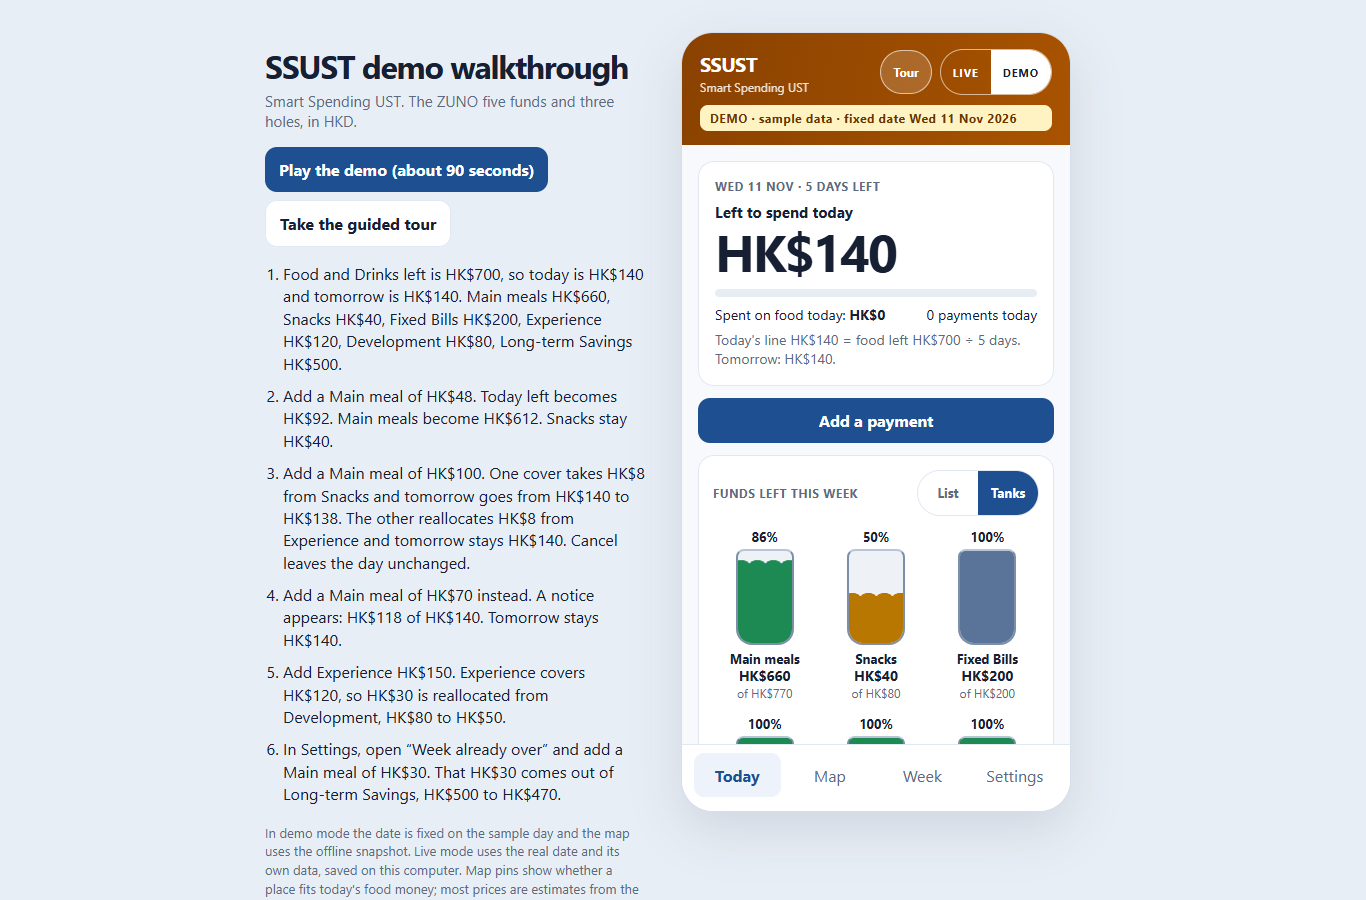 SSUST demo walkthrough
Smart Spending UST. The ZUNO five funds and three
holes, in HKD.
Play the demo (about 90 seconds)
Take the guided tour
1. Food and Drinks left is HK$700, so today is HK$140
and tomorrow is HK$140. Main meals HK$660,
Snacks HK$40, Fixed Bills HK$200, Experience
HK$120, Development HK$80, Long-term Savings
HK$500.
2. Add a Main meal of HK$48. Today left becomes
HK$92. Main meals become HK$612. Snacks stay
HK$40.
3. Add a Main meal of HK$100. One cover takes HK$8
from Snacks and tomorrow goes from HK$140 to
HK$138. The other reallocates HK$8 from
Experience and tomorrow stays HK$140. Cancel
leaves the day unchanged.
4. Add a Main meal of HK$70 instead. A notice
appears: HK$118 of HK$140. Tomorrow stays
HK$140.
5. Add Experience HK$150. Experience covers
HK$120, so HK$30 is reallocated from
Development, HK$80 to HK$50.
6. In Settings, open “Week already over” and add a
Main meal of HK$30. That HK$30 comes out of
Long-term Savings, HK$500 to HK$470.
In demo mode the date is fixed on the sample day and the map
uses the offline snapshot. Live mode uses the real date and its
own data, saved on this computer. Map pins show whether a
place fits today's food money; most prices are estimates from the
SSUST
Smart Spending UST
Tour
LIVE
DEMO
DEMO · sample data · fixed date Wed 11 Nov 2026
WED 11 NOV · 5 DAYS LEFT
Left to spend today
HK$140
Spent on food today: HK$0
0 payments today
Today's line HK$140 = food left HK$700 ÷ 5 days.
Tomorrow: HK$140.
Add a payment
FUNDS LEFT THIS WEEK
List
Tanks
86%
50%
100%
Main meals
Snacks
Fixed Bills
HK$660
HK$40
HK$200
of HK$770
of HK$80
of HK$200
100%
100%
100%
Today
Map
Week
Settings